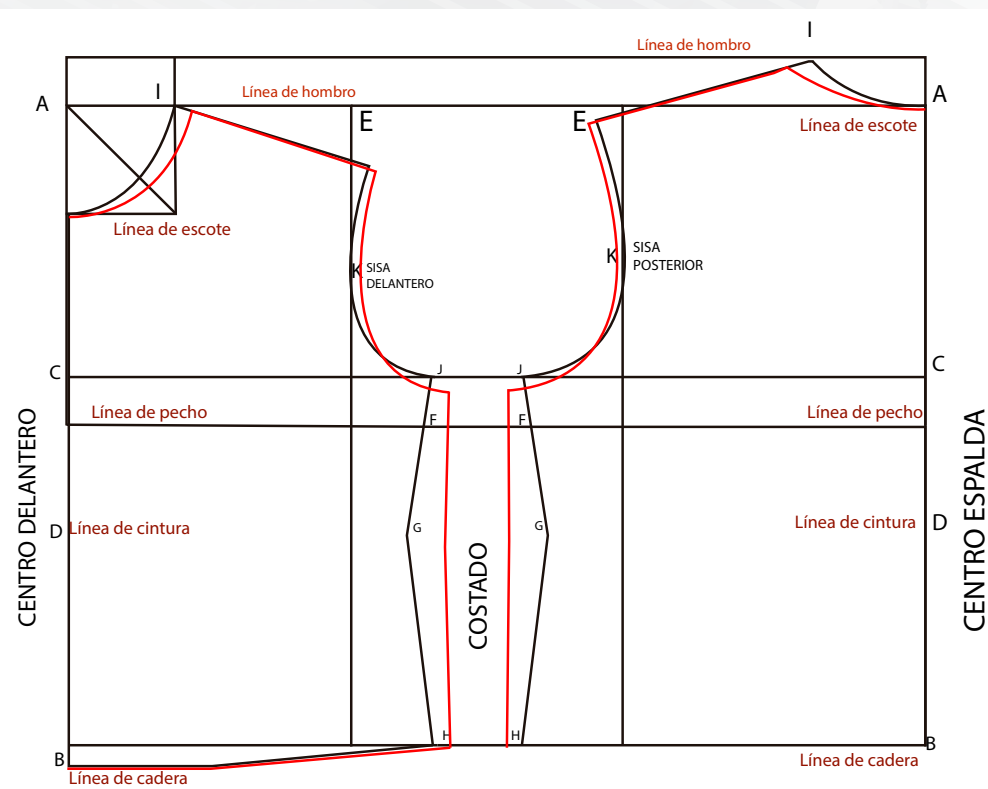 I
Línea de hombro
A
I
Línea de hombro
A
E
E
Línea de escote
Línea de escote
K
SISA
DELANTERO
K
SISA
POSTERIOR
C
J
J
C
Línea de pecho
F
F
Línea de pecho
CENTRO DELANTERO
CENTRO ESPALDA
D
Línea de cintura
G
G
Línea de cintura
D
COSTADO
H
H
B
B
Línea de cadera
Línea de cadera